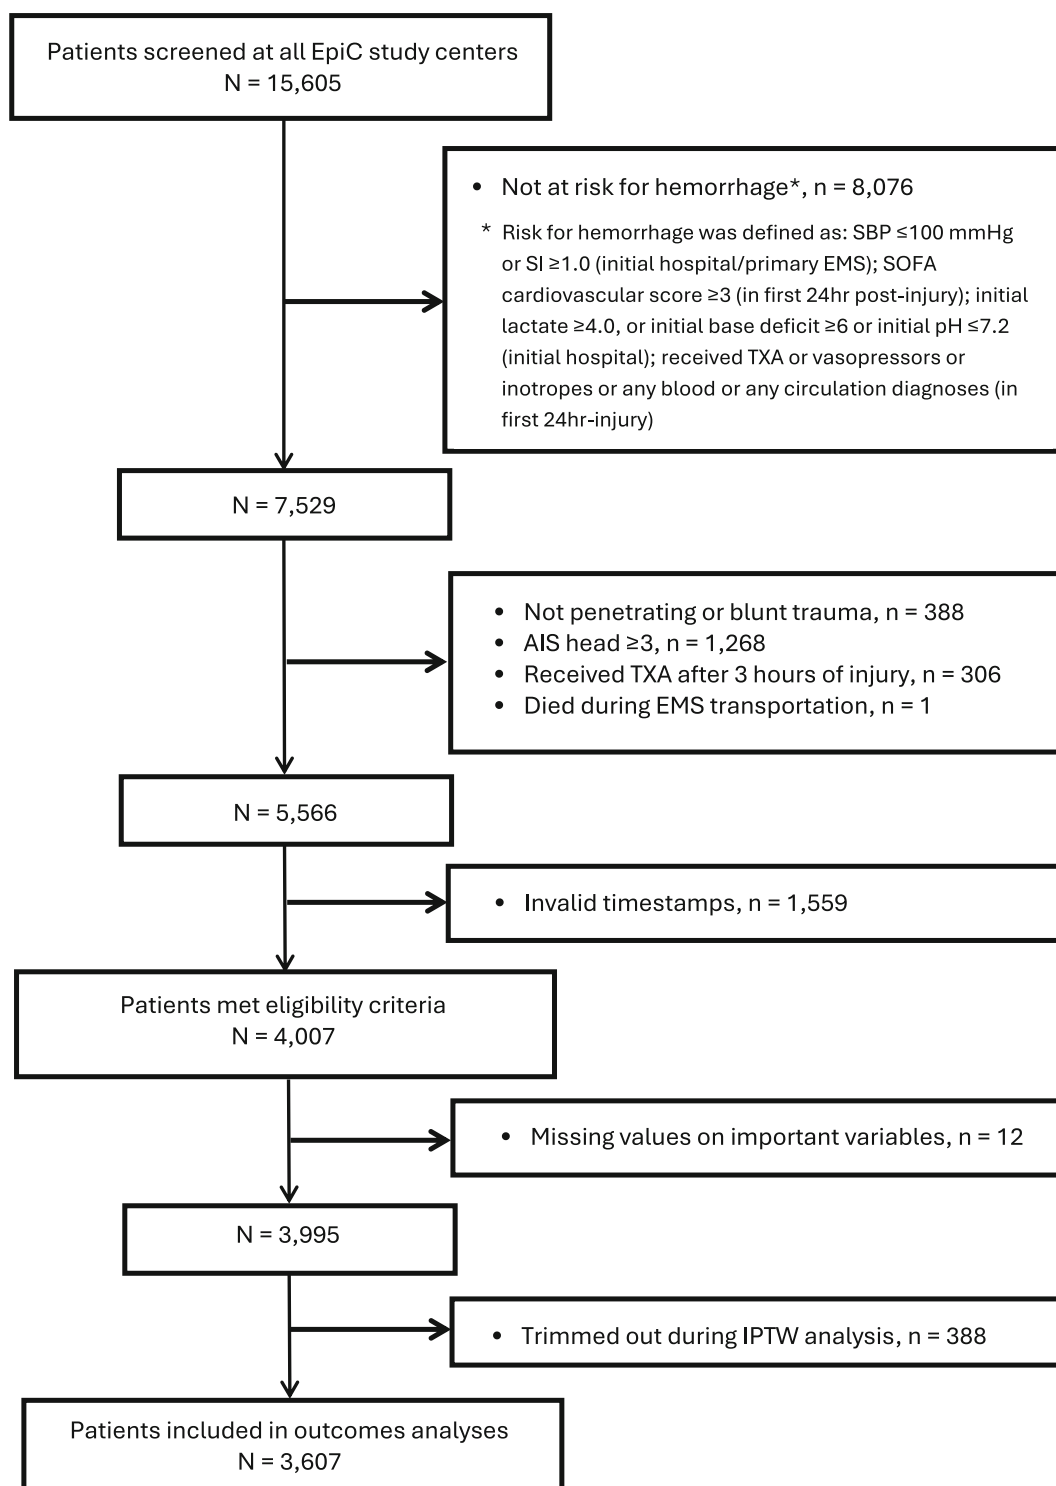 Patients screened at all EpiC study centers
N = 15,605
• Not at risk for hemorrhage*, n = 8,076
* Risk for hemorrhage was defined as: SBP ≤100 mmHg
or SI ≥1.0 (initial hospital/primary EMS); SOFA
cardiovascular score ≥3 (in first 24hr post-injury); initial
lactate ≥4.0, or initial base deficit ≥6 or initial pH ≤7.2
(initial hospital); received TXA or vasopressors or
inotropes or any blood or any circulation diagnoses (in
first 24hr-injury)
N = 7,529
• Not penetrating or blunt trauma, n = 388
• AIS head ≥3, n = 1,268
• Received TXA after 3 hours of injury, n = 306
• Died during EMS transportation, n = 1
N = 5,566
• Invalid timestamps, n = 1,559
Patients met eligibility criteria
N = 4,007
• Missing values on important variables, n = 12
N = 3,995
• Trimmed out during IPTW analysis, n = 388
Patients included in outcomes analyses
N = 3,607